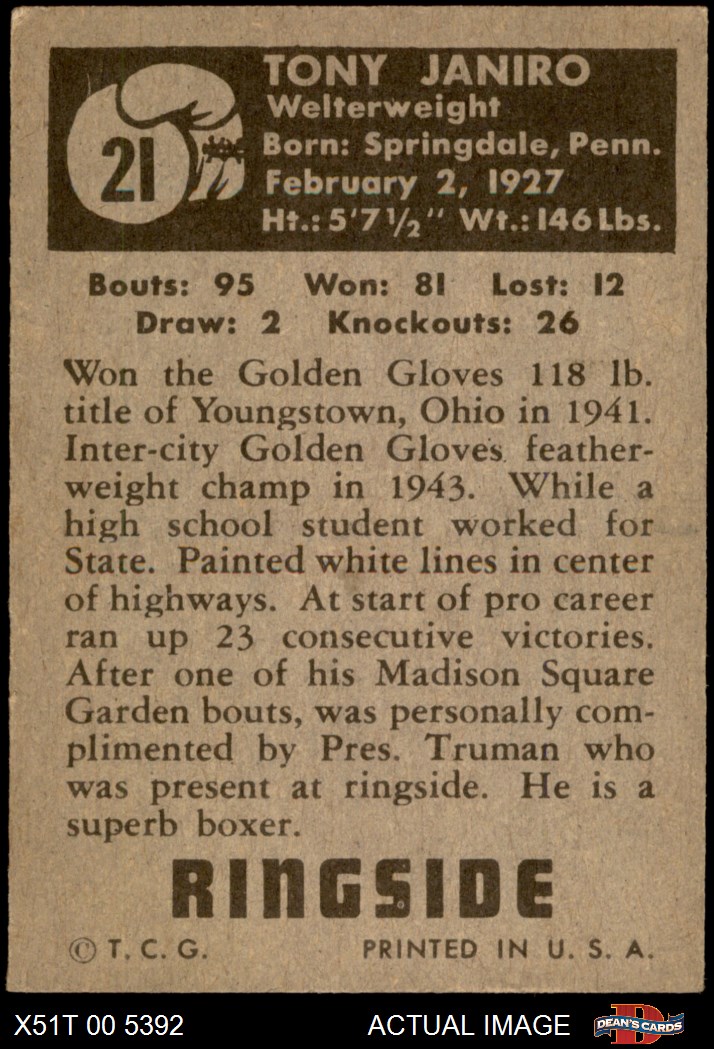 21
TONY JANIRO
Welterweight
Born: Springdale, Penn.
February 2, 1927
Ht.: 5'7½" Wt.: 146 Lbs.
Bouts: 95 Won: 81 Lost: 12
Draw: 2 Knockouts: 26
Won the Golden Gloves 118 lb.
title of Youngstown, Ohio in 1941.
Inter-city Golden Gloves feather-
weight champ in 1943. While a
high school student worked for
State. Painted white lines in center
of highways. At start of pro career
ran up 23 consecutive victories.
After one of his Madison Square
Garden bouts, was personally com-
plimented by Pres. Truman who
was present at ringside. He is a
superb boxer.
RINGSIDE
© T. C. G. PRINTED IN U. S. A.
X51T 00 5392 ACTUAL IMAGE D DEAN'S CARDS